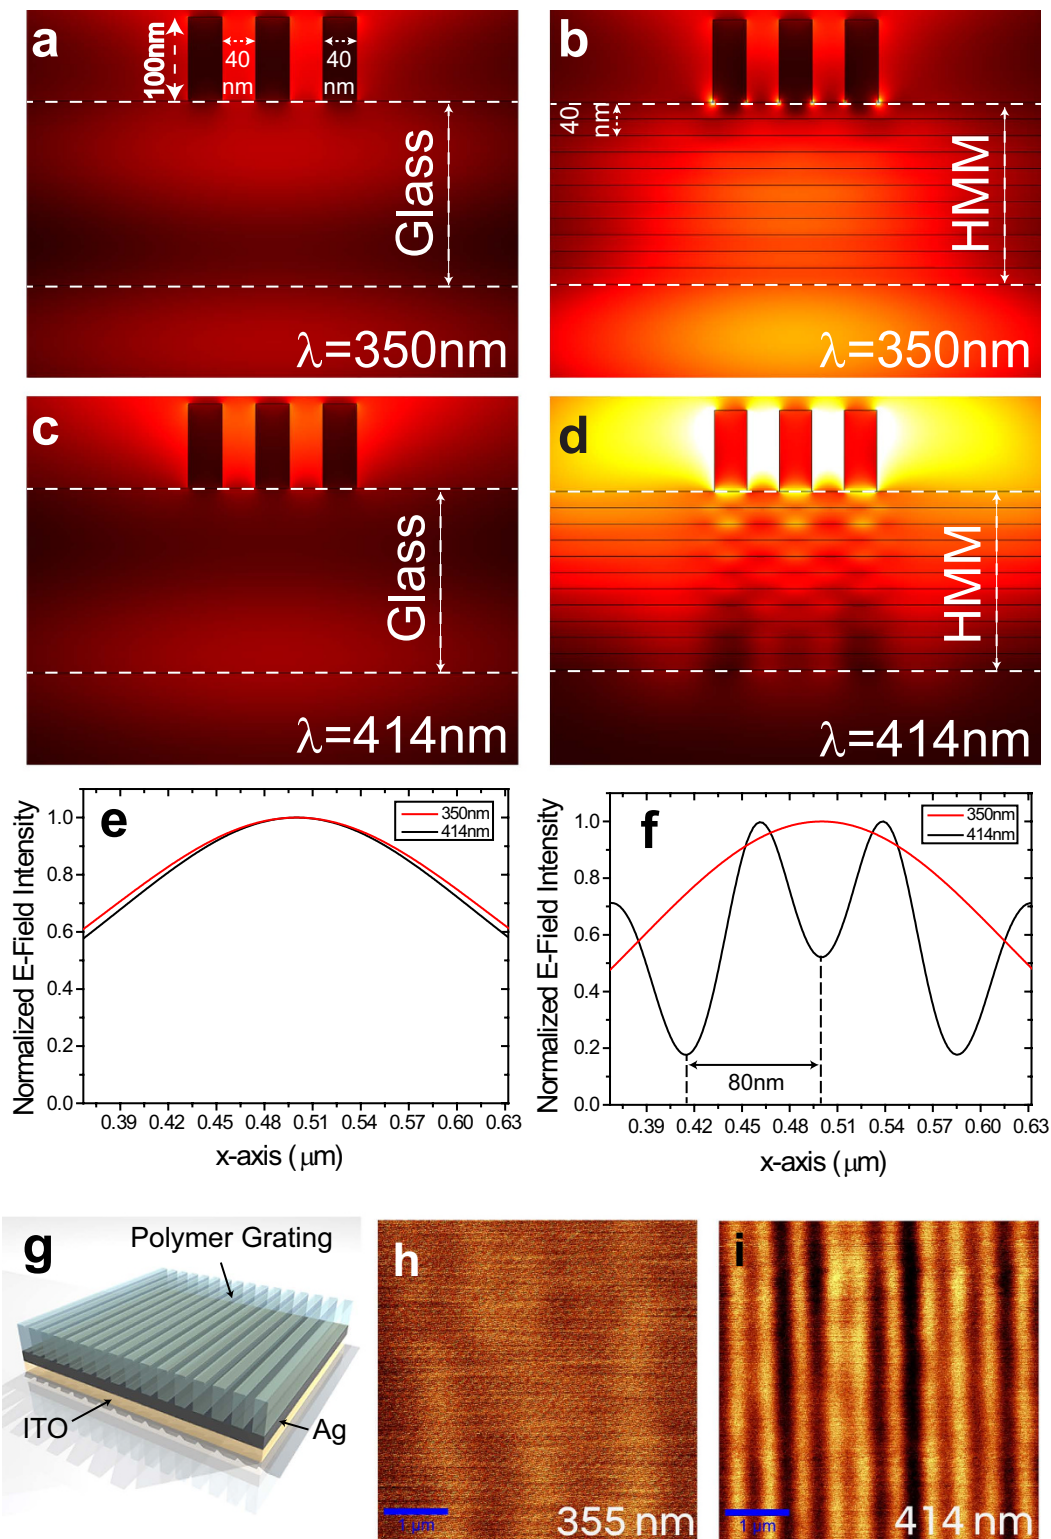 a
100nm
40
nm
40
nm
Glass
λ=350nm
b
40
nm
HMM
λ=350nm
c
Glass
λ=414nm
d
HMM
λ=414nm
e
350nm
414nm
Normalized E-Field Intensity
1.0
0.8
0.6
0.4
0.2
0.0
0.39 0.42 0.45 0.48 0.51 0.54 0.57 0.60 0.63
x-axis (μm)
f
350nm
414nm
Normalized E-Field Intensity
1.0
0.8
0.6
0.4
0.2
0.0
80nm
0.39 0.42 0.45 0.48 0.51 0.54 0.57 0.60 0.63
x-axis (μm)
g
Polymer Grating
ITO
Ag
h
1 μm
355 nm
i
1 μm
414 nm